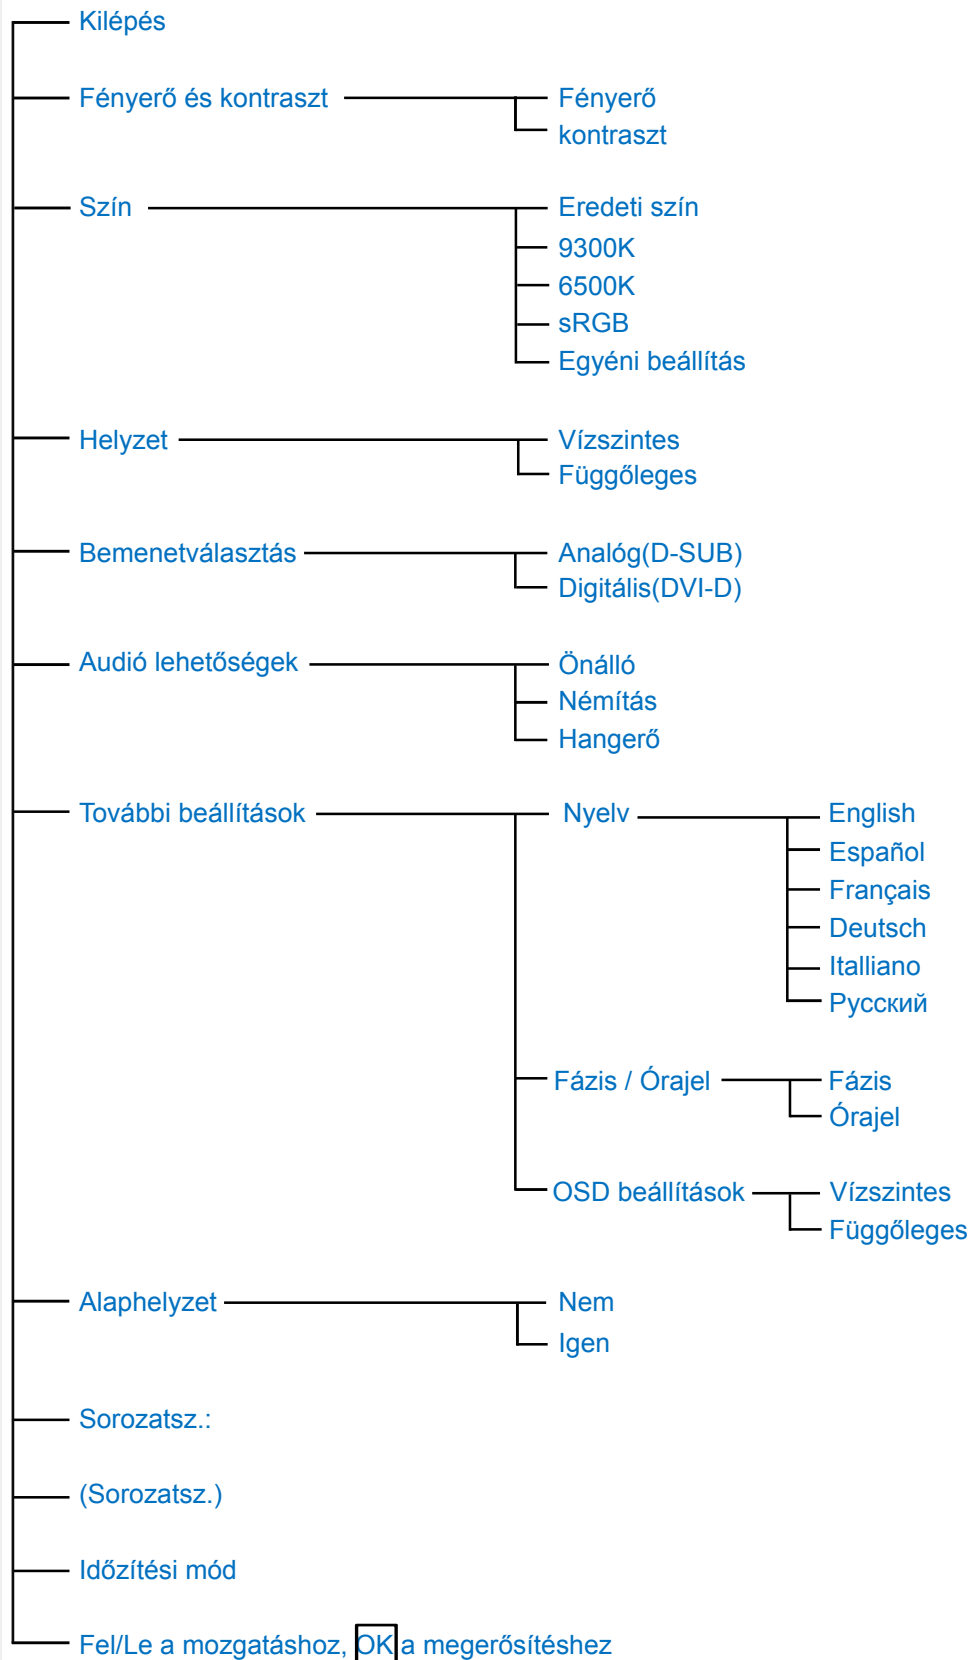 Kilépés
Fényerő és kontraszt
Fényerő
kontraszt
Szín
Eredeti szín
9300K
6500K
sRGB
Egyéni beállítás
Helyzet
Vízszintes
Függőleges
Bemenetválasztás
Analóg(D-SUB)
Digitális(DVI-D)
Audió lehetőségek
Önálló
Némítás
Hangerő
További beállítások
Nyelv
English
Español
Français
Deutsch
Italliano
Русский
Fázis / Órajel
Fázis
Órajel
OSD beállítások
Vízszintes
Függőleges
Alaphelyzet
Nem
Igen
Sorozatsz.:
(Sorozatsz.)
Időzítési mód
Fel/Le a mozgatáshoz, OK a megerősítéshez